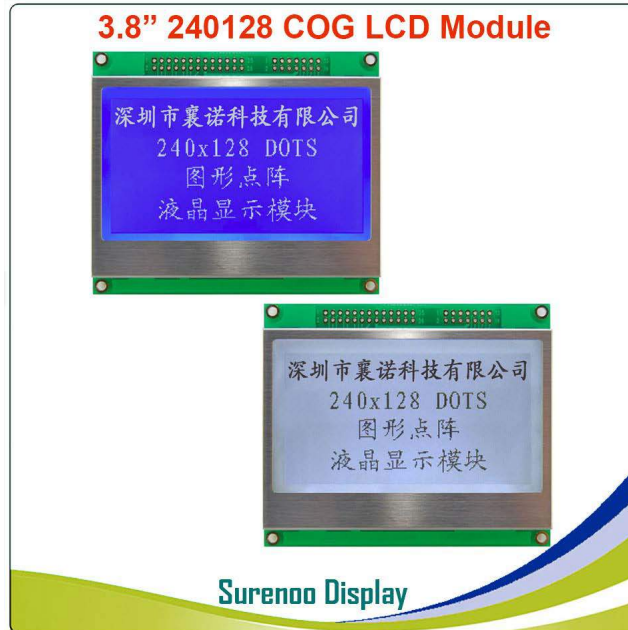 3.8” 240128 COG LCD Module
深圳市襄诺科技有限公司
240x128 DOTS
图形点阵
液晶显示模块
深圳市襄诺科技有限公司
240x128 DOTS
图形点阵
液晶显示模块
Surenoo Display